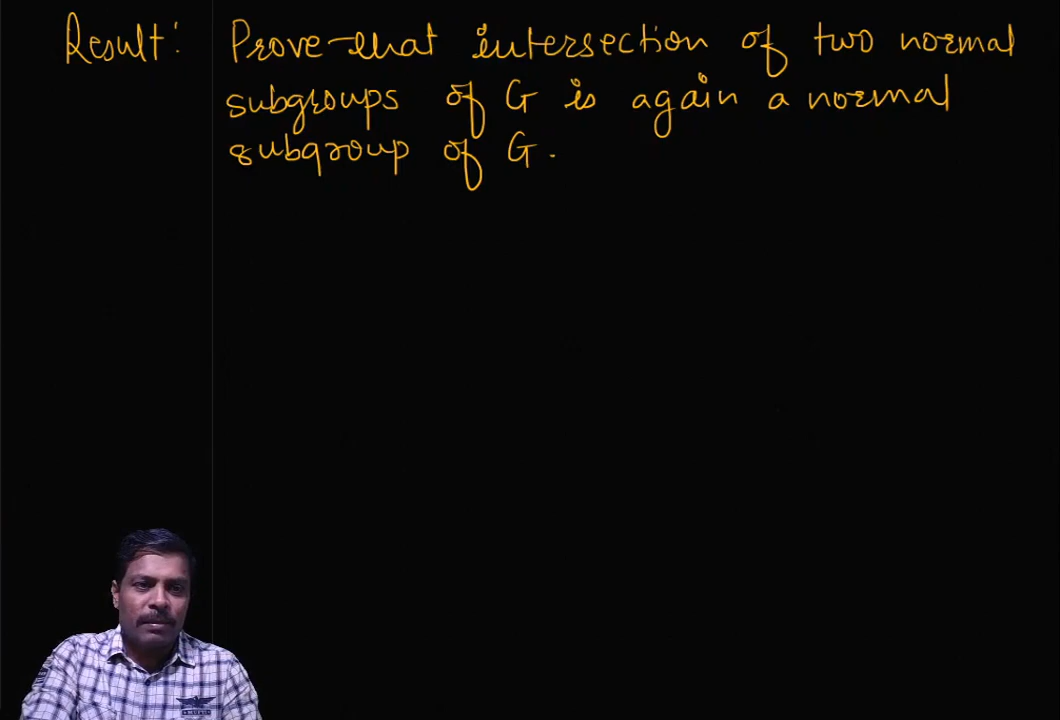 Result: Prove that intersection of two normal
subgroups of G is again a normal
subgroup of G.